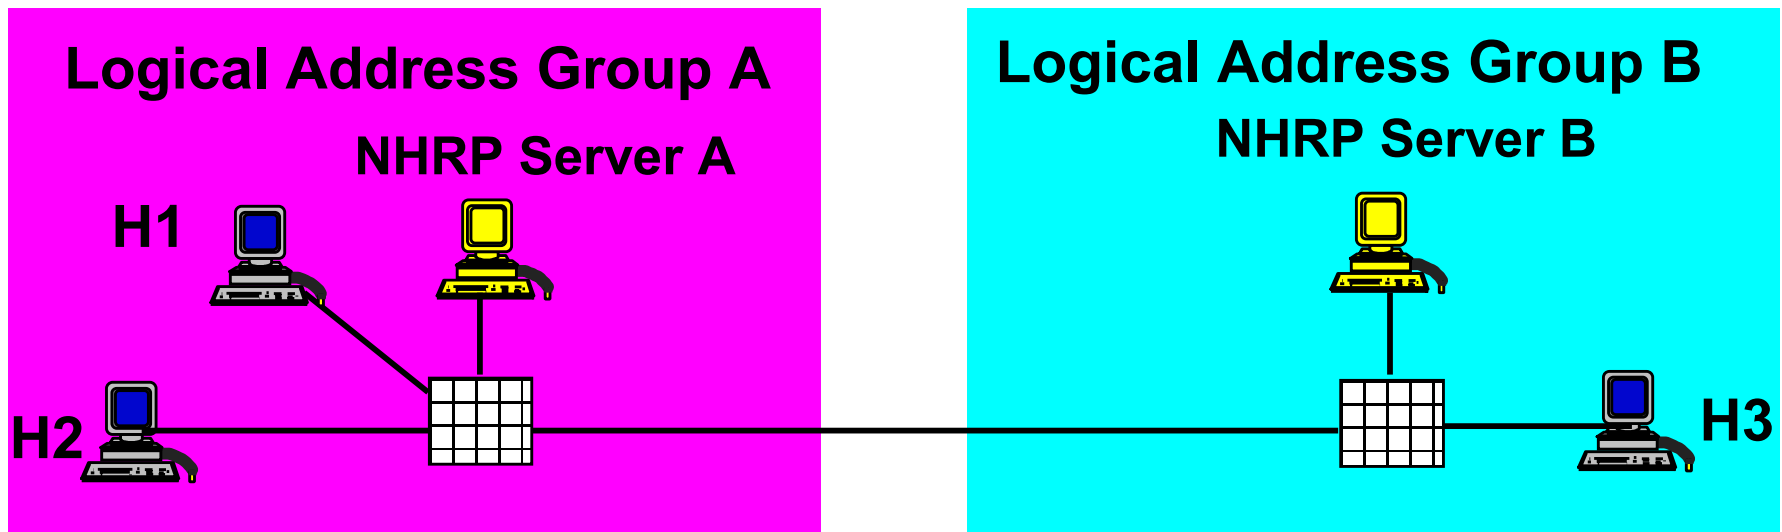 Logical Address Group A
NHRP Server A
H1
H2
Logical Address Group B
NHRP Server B
H3